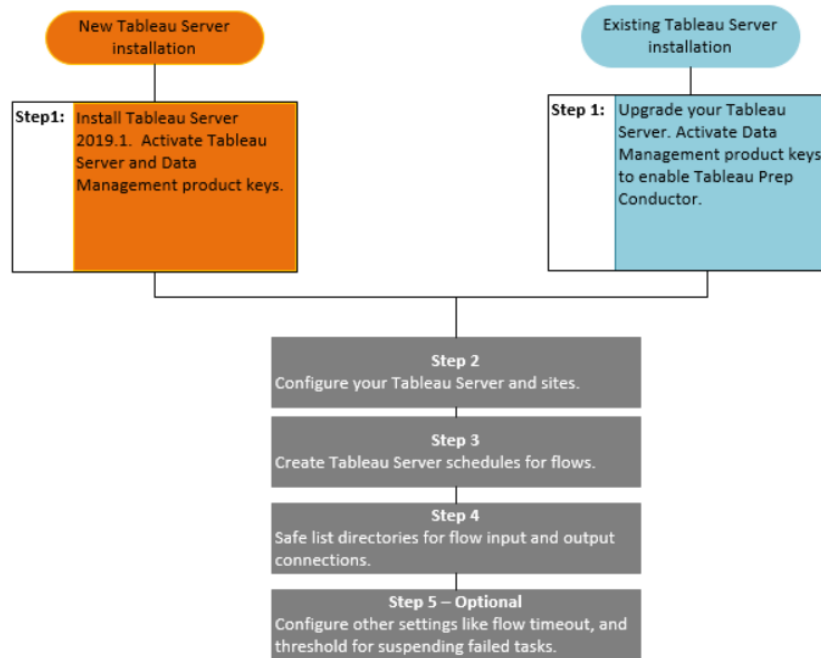 New Tableau Server
installation
Existing Tableau Server
installation
Step1:
Install Tableau Server
2019.1.  Activate Tableau
Server and Data
Management product keys.
Step 1:
Upgrade your Tableau
Server. Activate Data
Management product keys
to enable Tableau Prep
Conductor.
Step 2
Configure your Tableau Server and sites.
Step 3
Create Tableau Server schedules for flows.
Step 4
Safe list directories for flow input and output
connections.
Step 5 – Optional
Configure other settings like flow timeout, and
threshold for suspending failed tasks.